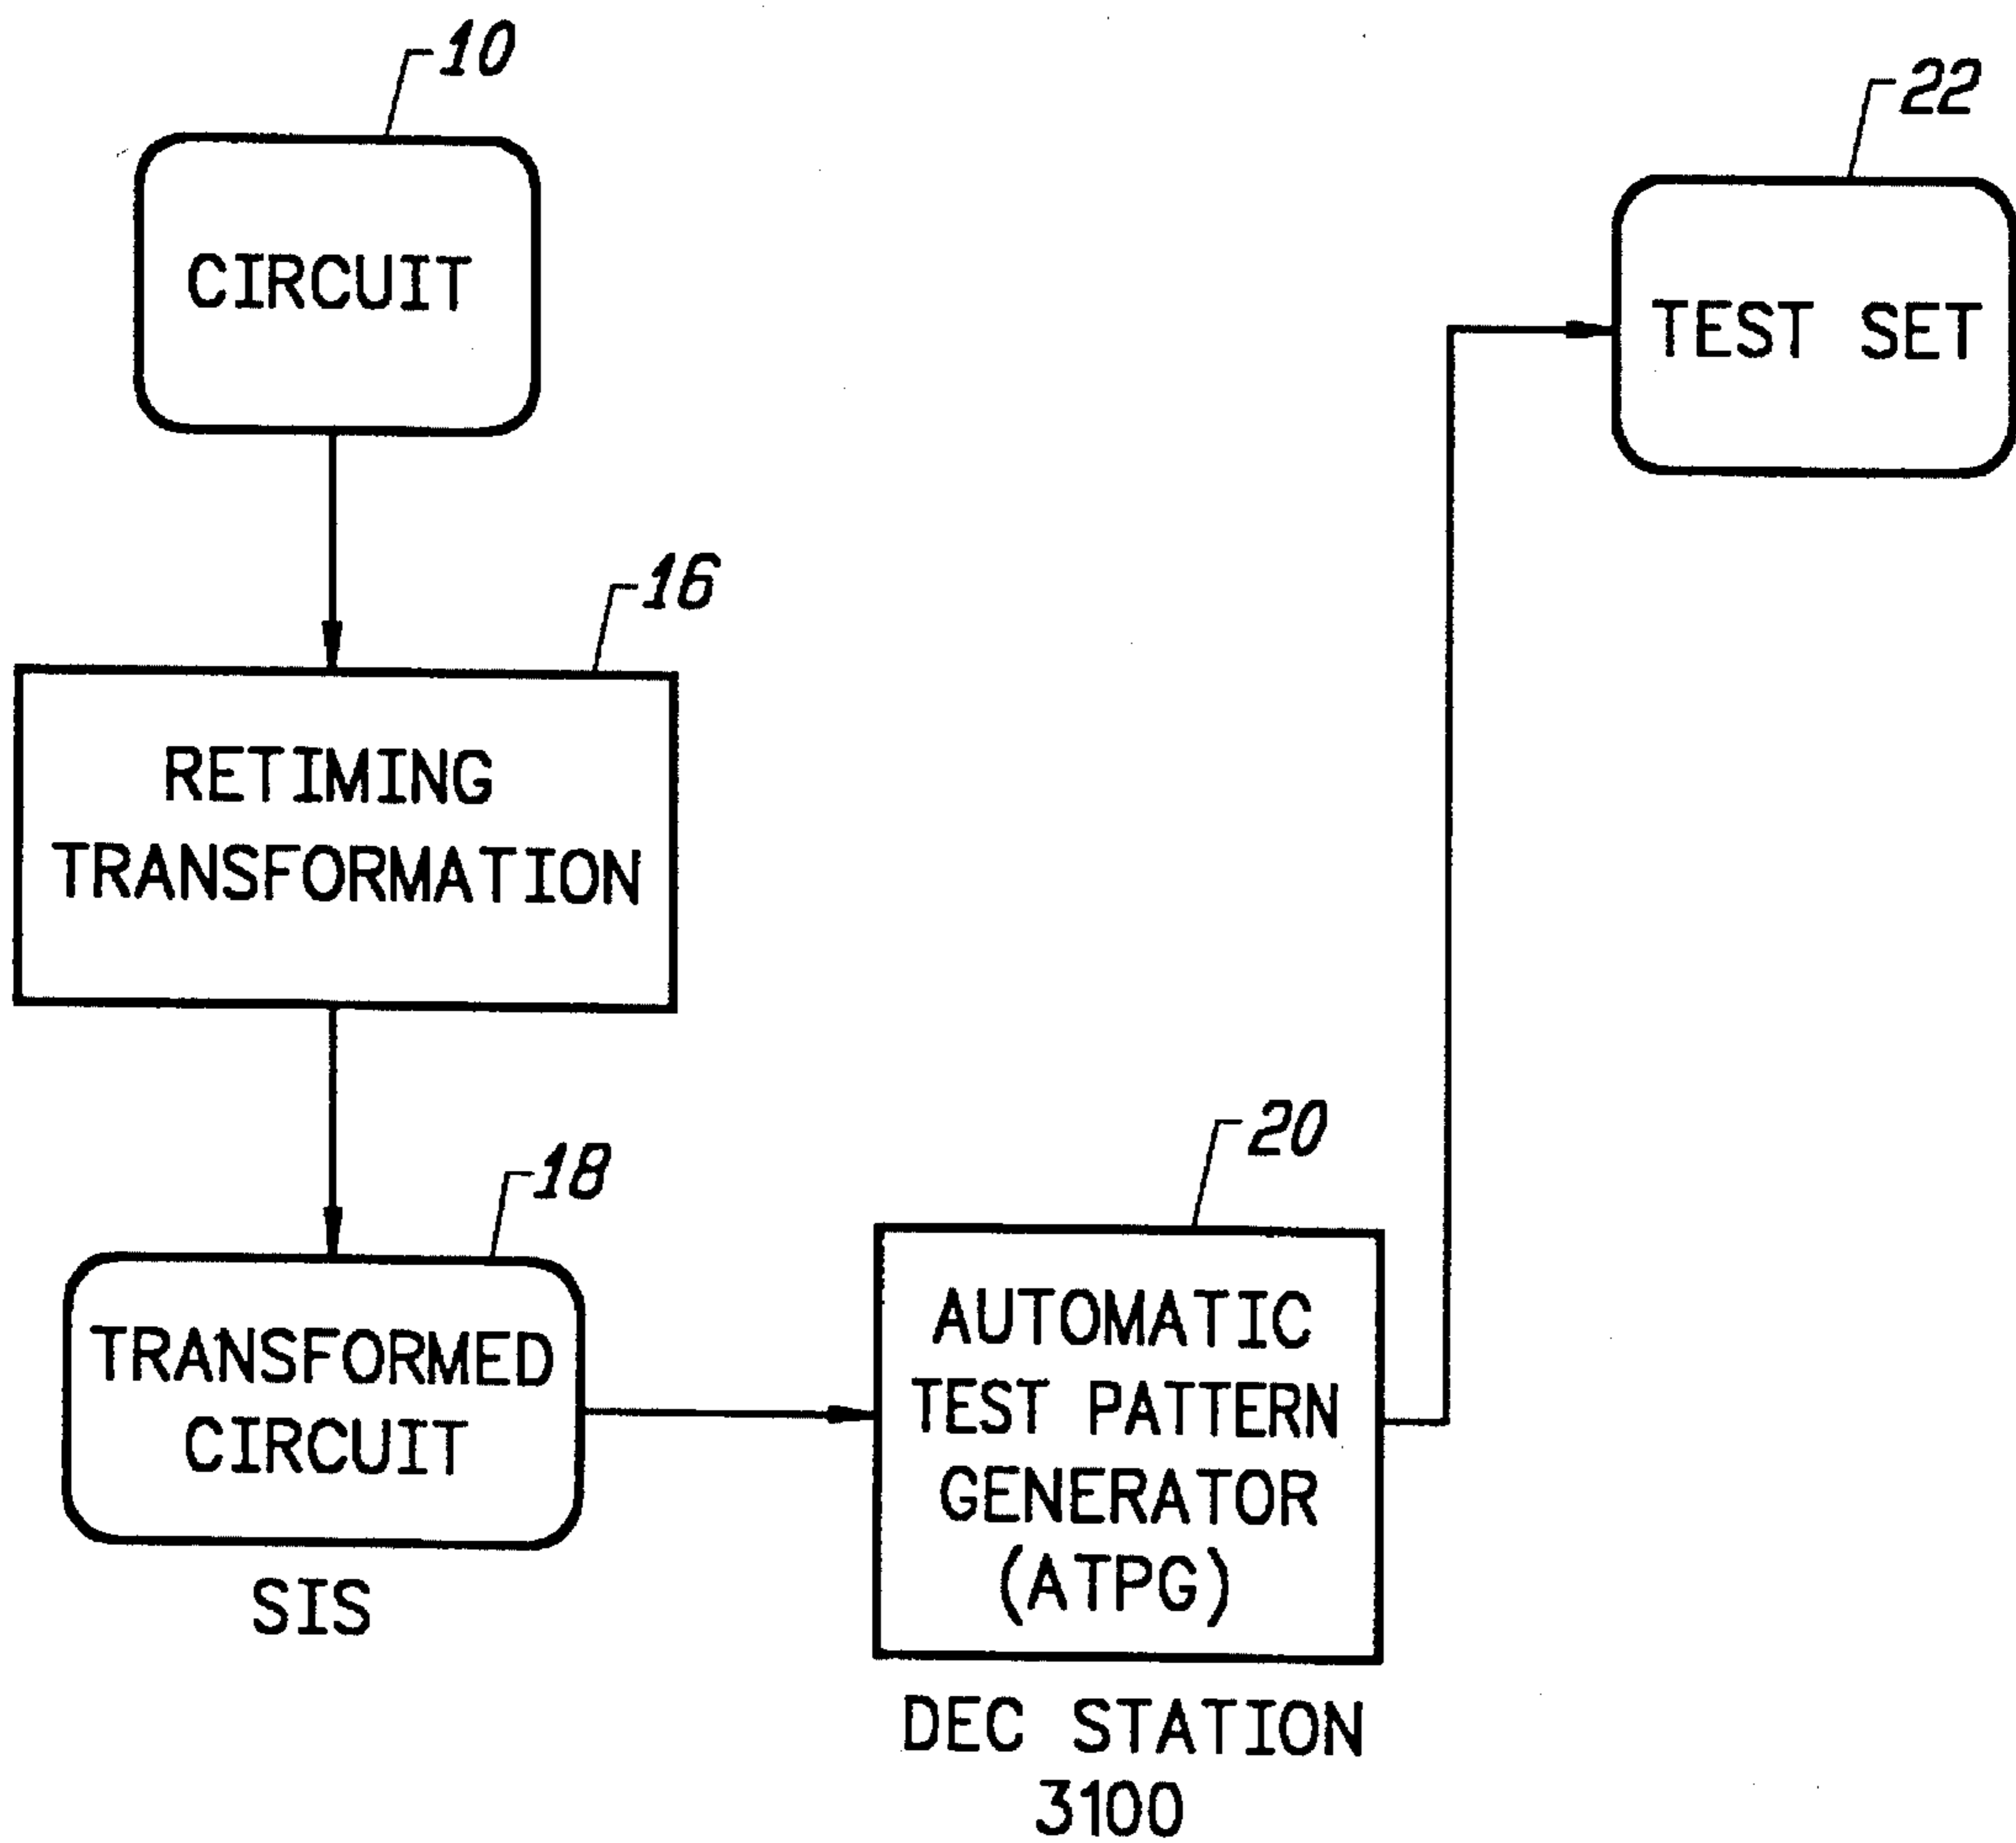 10
CIRCUIT
22
TEST SET
16
RETIMING
TRANSFORMATION
18
TRANSFORMED
CIRCUIT
SIS
20
AUTOMATIC
TEST PATTERN
GENERATOR
(ATPG)
DEC STATION
3100